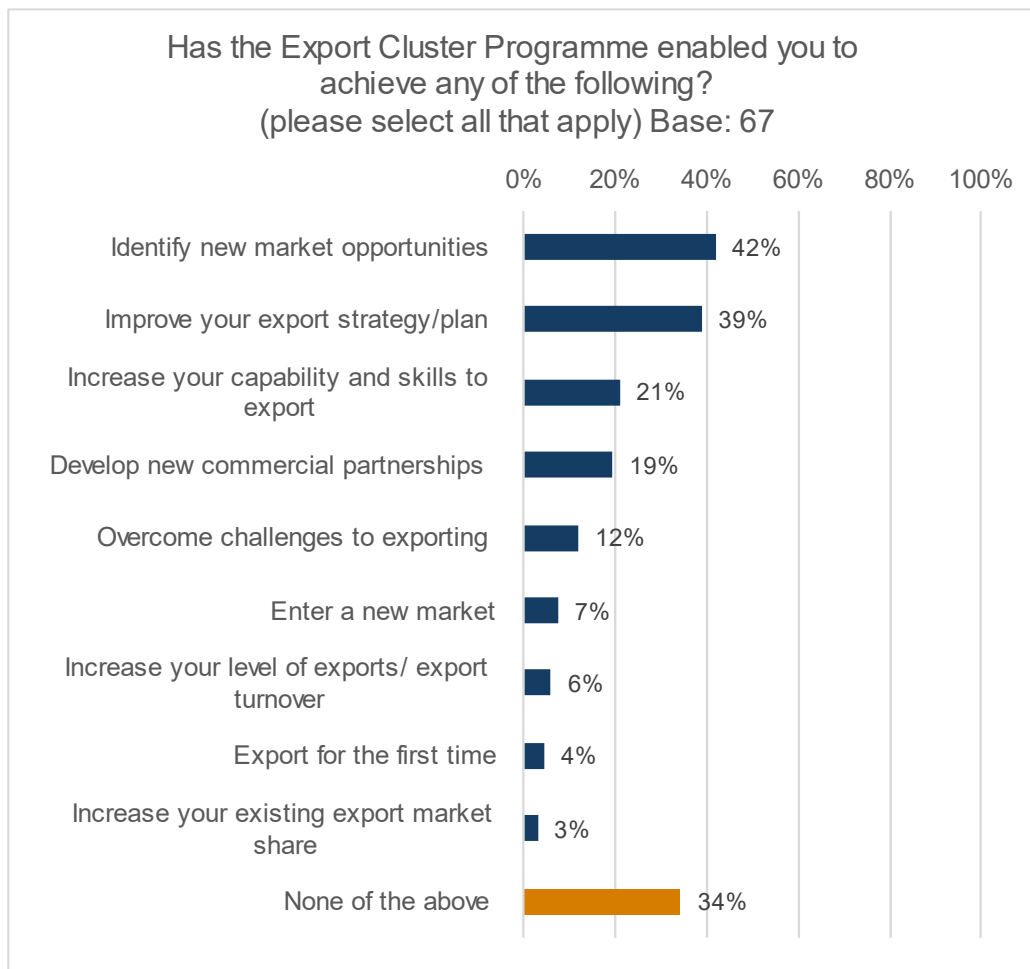 Has the Export Cluster Programme enabled you to
achieve any of the following?
(please select all that apply) Base: 67
0% 20% 40% 60% 80% 100%
Identify new market opportunities 42%
Improve your export strategy/plan 39%
Increase your capability and skills to
export 21%
Develop new commercial partnerships 19%
Overcome challenges to exporting 12%
Enter a new market 7%
Increase your level of exports/ export
turnover 6%
Export for the first time 4%
Increase your existing export market
share 3%
None of the above 34%